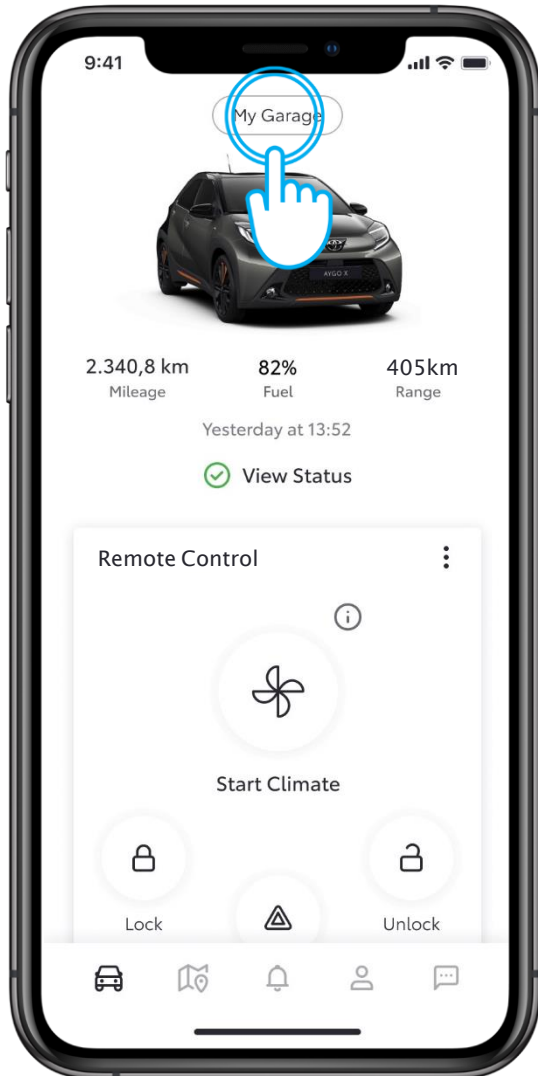 9:41
My Garage
AYGO X
2.340,8 km 82% 405km
Mileage Fuel Range
Yesterday at 13:52
View Status
Remote Control
Start Climate
Lock Unlock